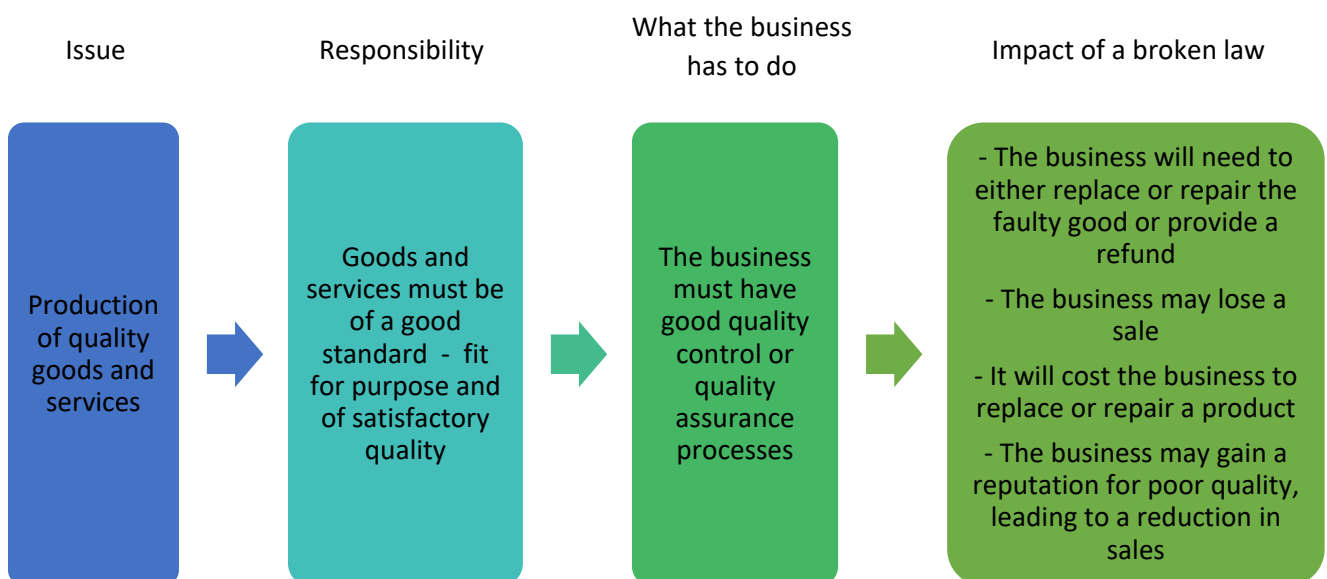 Issue
Responsibility
What the business
has to do
Impact of a broken law
Production
of quality
goods and
services
Goods and
services must be
of a good
standard - fit
for purpose and
of satisfactory
quality
The business
must have
good quality
control or
quality
assurance
processes
- The business will need to
either replace or repair the
faulty good or provide a
refund
- The business may lose a
sale
- It will cost the business to
replace or repair a product
- The business may gain a
reputation for poor quality,
leading to a reduction in
sales